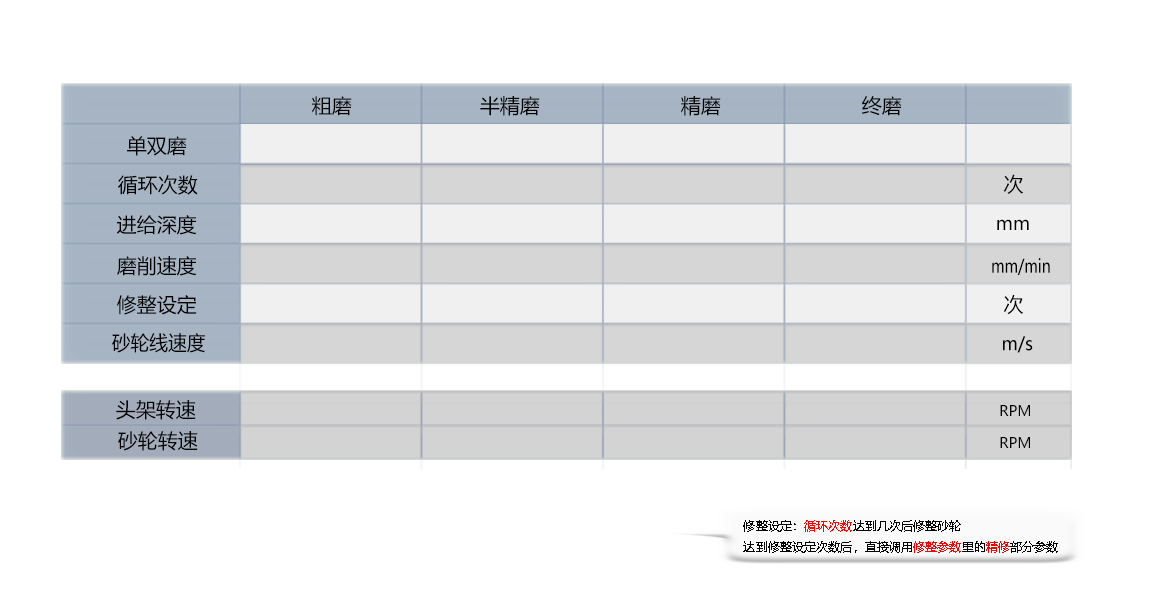 粗磨 半精磨 精磨 终磨
单双磨
循环次数 次
进给深度 mm
磨削速度 mm/min
修整设定 次
砂轮线速度 m/s
头架转速 RPM
砂轮转速 RPM
修整设定：循环次数达到几次后修整砂轮
达到修整设定次数后，直接调用修整参数里的精修部分参数